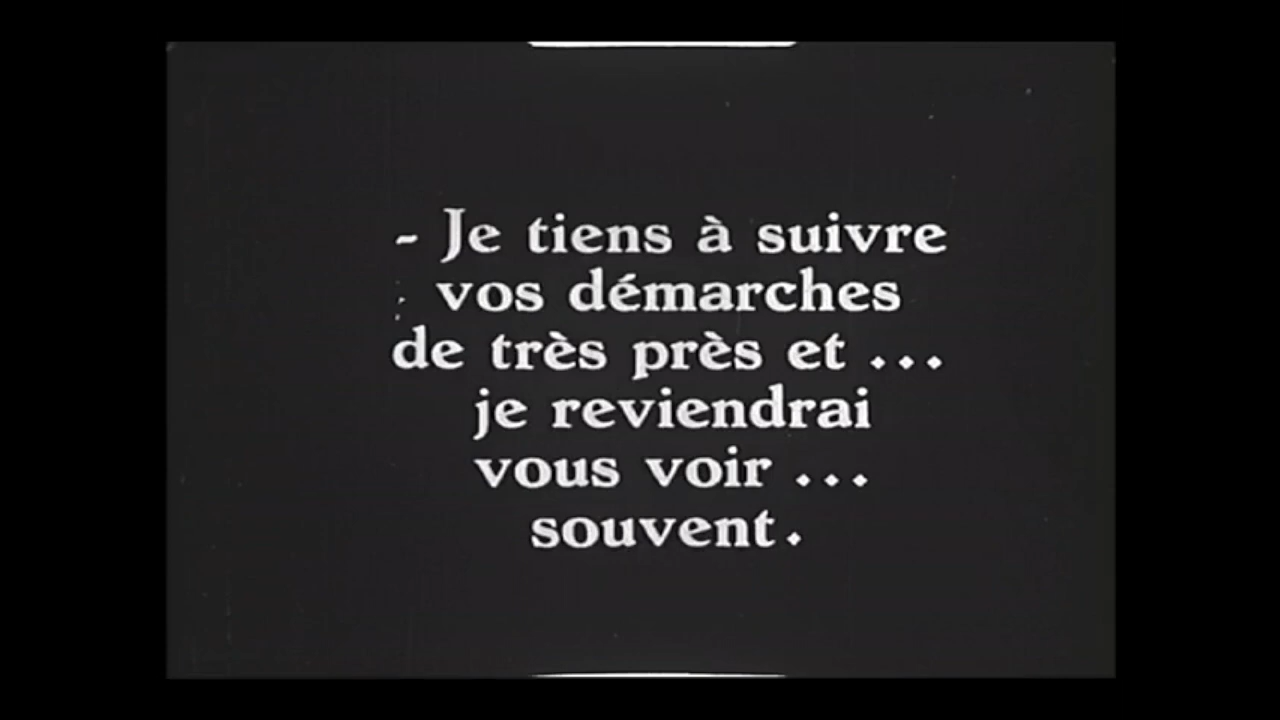 - Je tiens à suivre
vos démarches
de très près et ...
je reviendrai
vous voir ...
souvent.